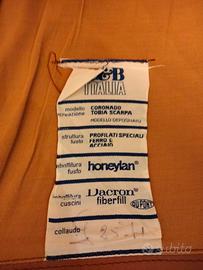 &B
ITALIA
modello
creazione
CORONADO
TOBIA SCARPA
MODELLO DEPOSITATO
struttura
fusto
PROFILATI SPECIALI
FERRO E
ACCIAIO
imbottitura
fusto
honeylan®
imbottitura
cuscini
Dacron®
fiberfill
DUPONT
collaudo
subito